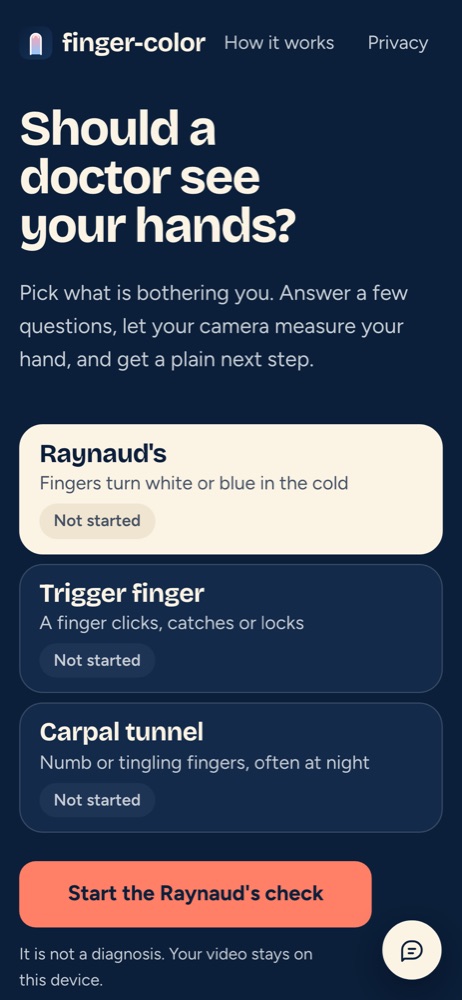 finger-color How it works Privacy
Should a
doctor see
your hands?
Pick what is bothering you. Answer a few
questions, let your camera measure your
hand, and get a plain next step.
Raynaud's
Fingers turn white or blue in the cold
Not started
Trigger finger
A finger clicks, catches or locks
Not started
Carpal tunnel
Numb or tingling fingers, often at night
Not started
Start the Raynaud's check
It is not a diagnosis. Your video stays on
this device.